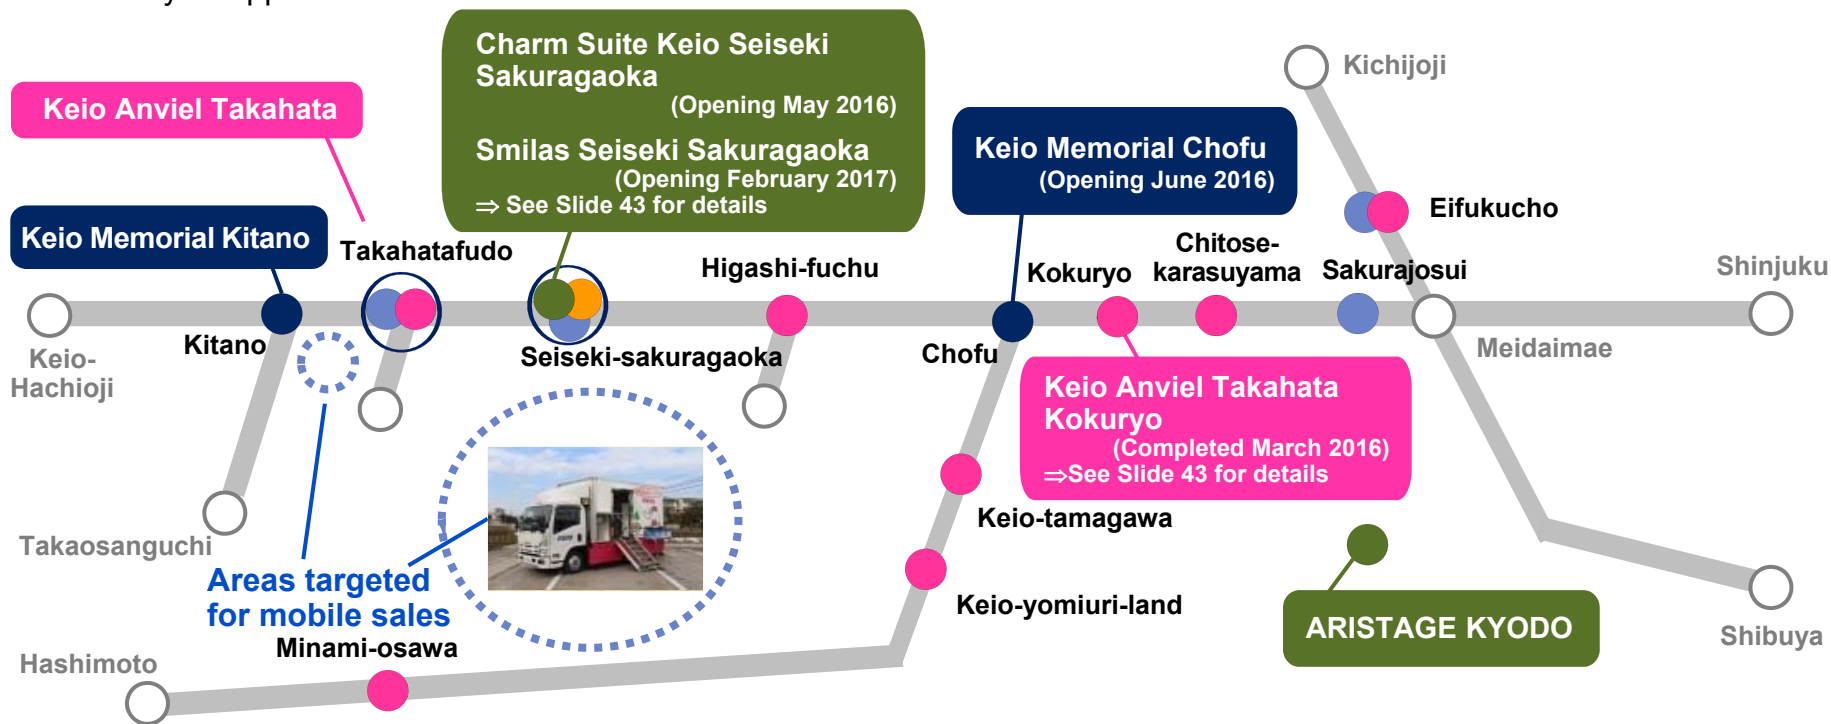 Charm Suite Keio Seiseki
Sakuragaoka
(Opening May 2016)
Smilas Seiseki Sakuragaoka
(Opening February 2017)
⇒ See Slide 43 for details
Keio Anviel Takahata
Keio Memorial Kitano
Keio Memorial Chofu
(Opening June 2016)
Kichijoji
Eifukucho
Takahatafudo
Higashi-fuchu
Kokuryo
Chitose-
karasuyama
Sakurajosui
Shinjuku
Keio-
Hachioji
Kitano
Seiseki-sakuragaoka
Chofu
Meidaimae
Keio Anviel Takahata
Kokuryo
(Completed March 2016)
⇒See Slide 43 for details
Takaosanguchi
Keio-tamagawa
Areas targeted
for mobile sales
Keio-yomiuri-land
ARISTAGE KYODO
Shibuya
Minami-osawa
Hashimoto